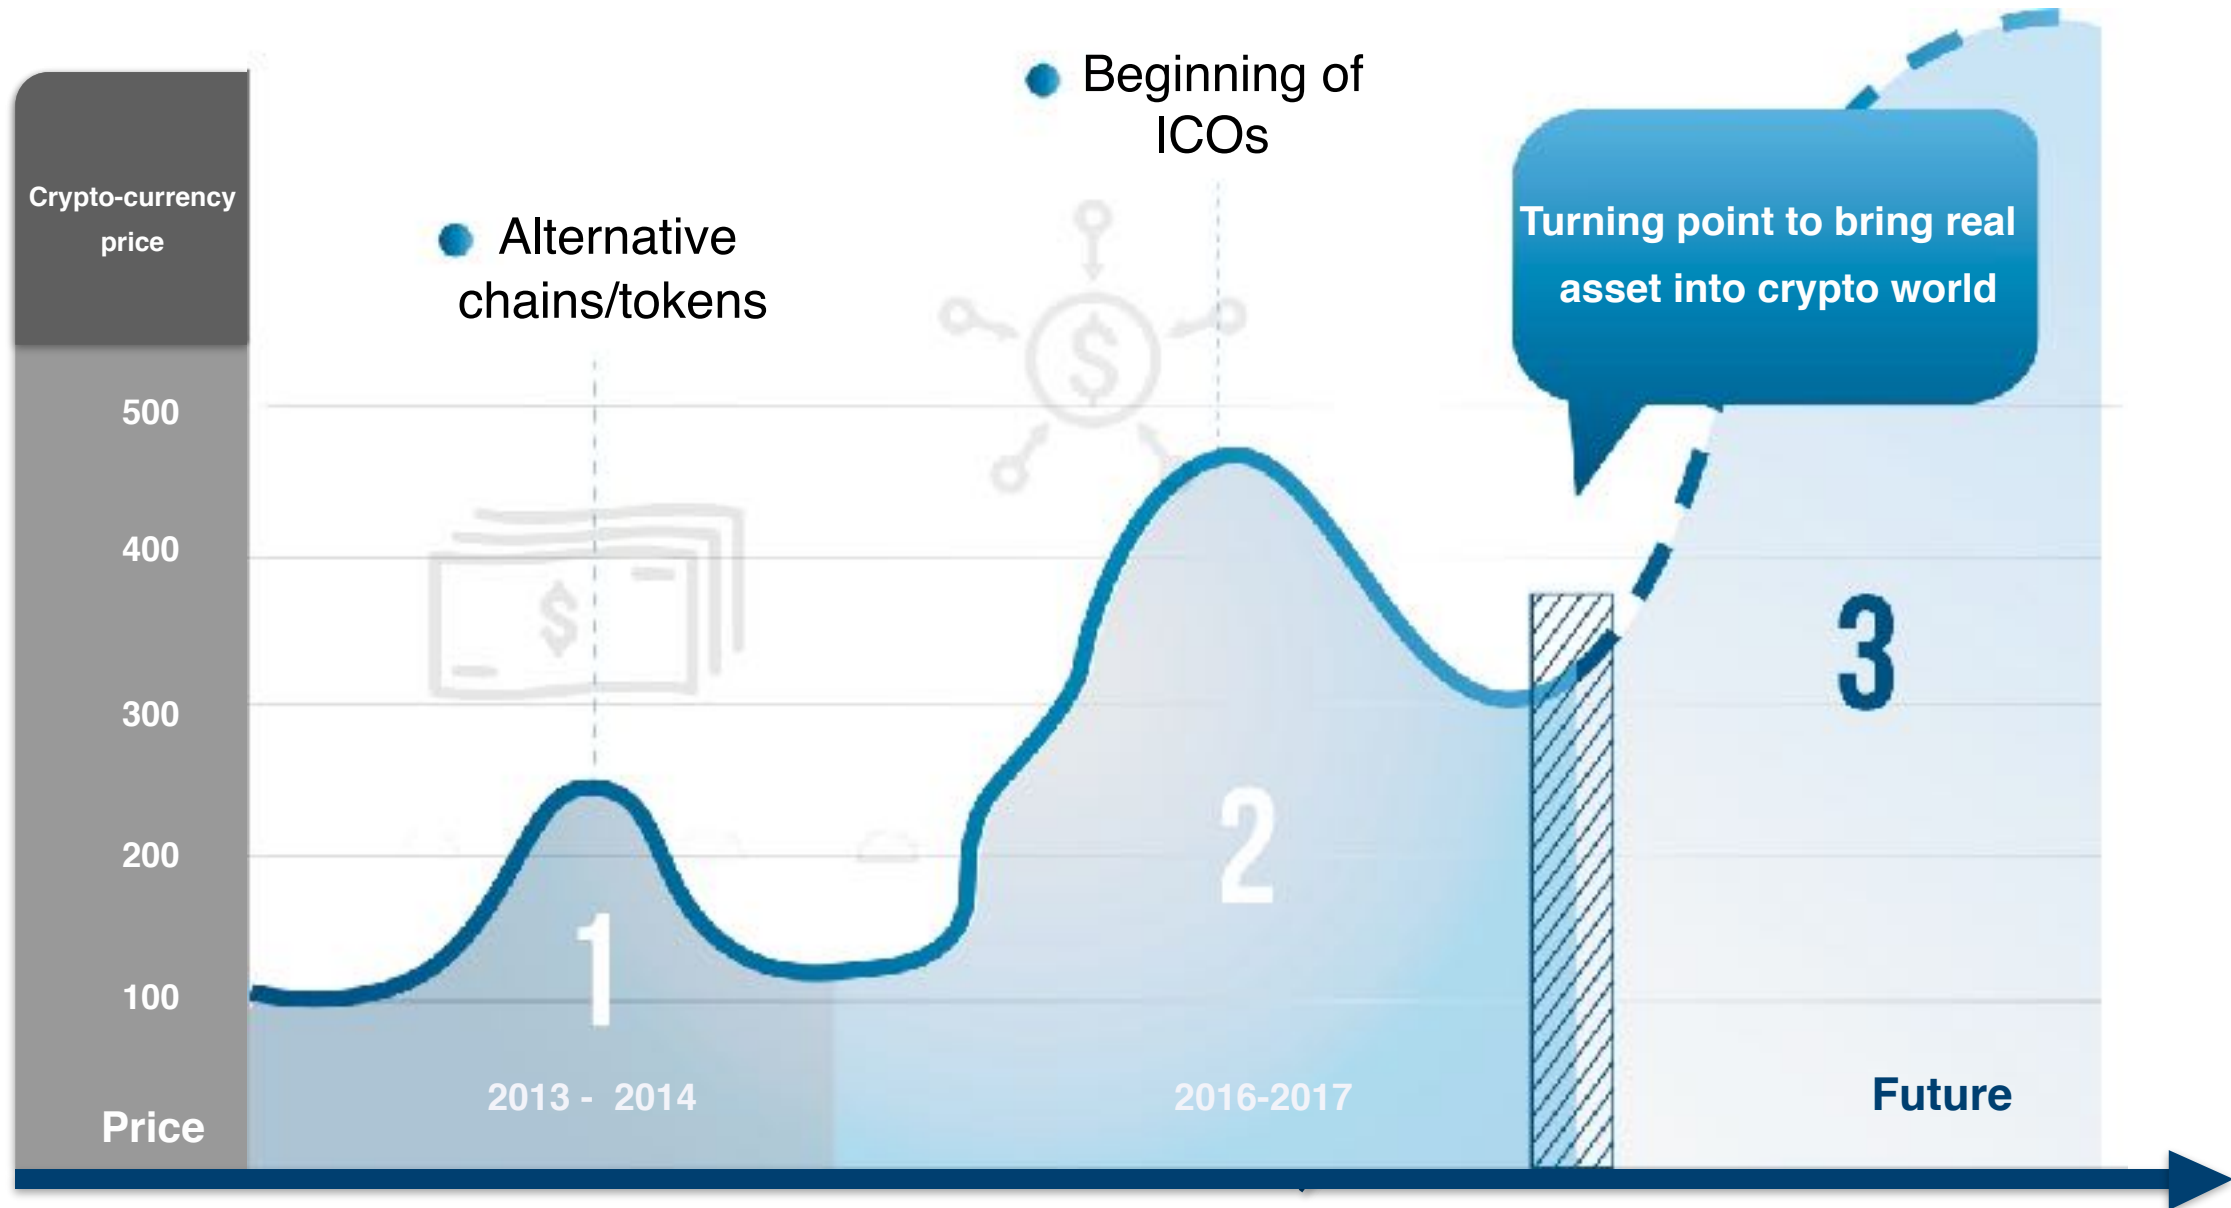 Beginning of
ICOs
Crypto-currency
price
Alternative
chains/tokens
Turning point to bring real
asset into crypto world
500
400
300
200
100
$
$
1
2
3
2013 - 2014
2016-2017
Future
Price